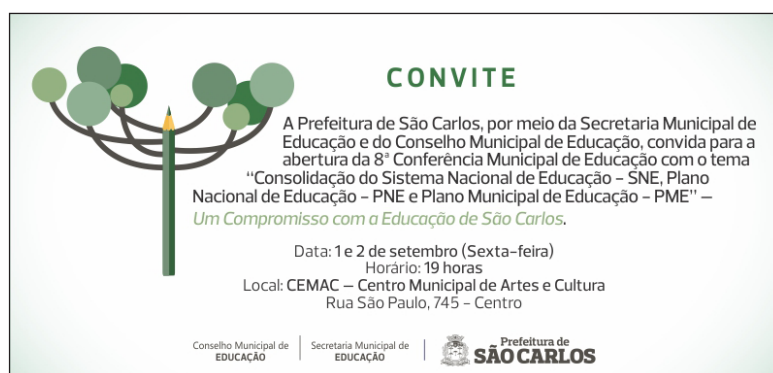 CONVITE
A Prefeitura de São Carlos, por meio da Secretaria Municipal de
Educação e do Conselho Municipal de Educação, convida para a
abertura da 8ª Conferência Municipal de Educação com o tema
“Consolidação do Sistema Nacional de Educação – SNE, Plano
Nacional de Educação – PNE e Plano Municipal de Educação – PME” —
Um Compromisso com a Educação de São Carlos.
Data: 1 e 2 de setembro (Sexta-feira)
Horário: 19 horas
Local: CEMAC – Centro Municipal de Artes e Cultura
Rua São Paulo, 745 – Centro
Conselho Municipal de
EDUCAÇÃO
Secretaria Municipal de
EDUCAÇÃO
Prefeitura de
SÃO CARLOS